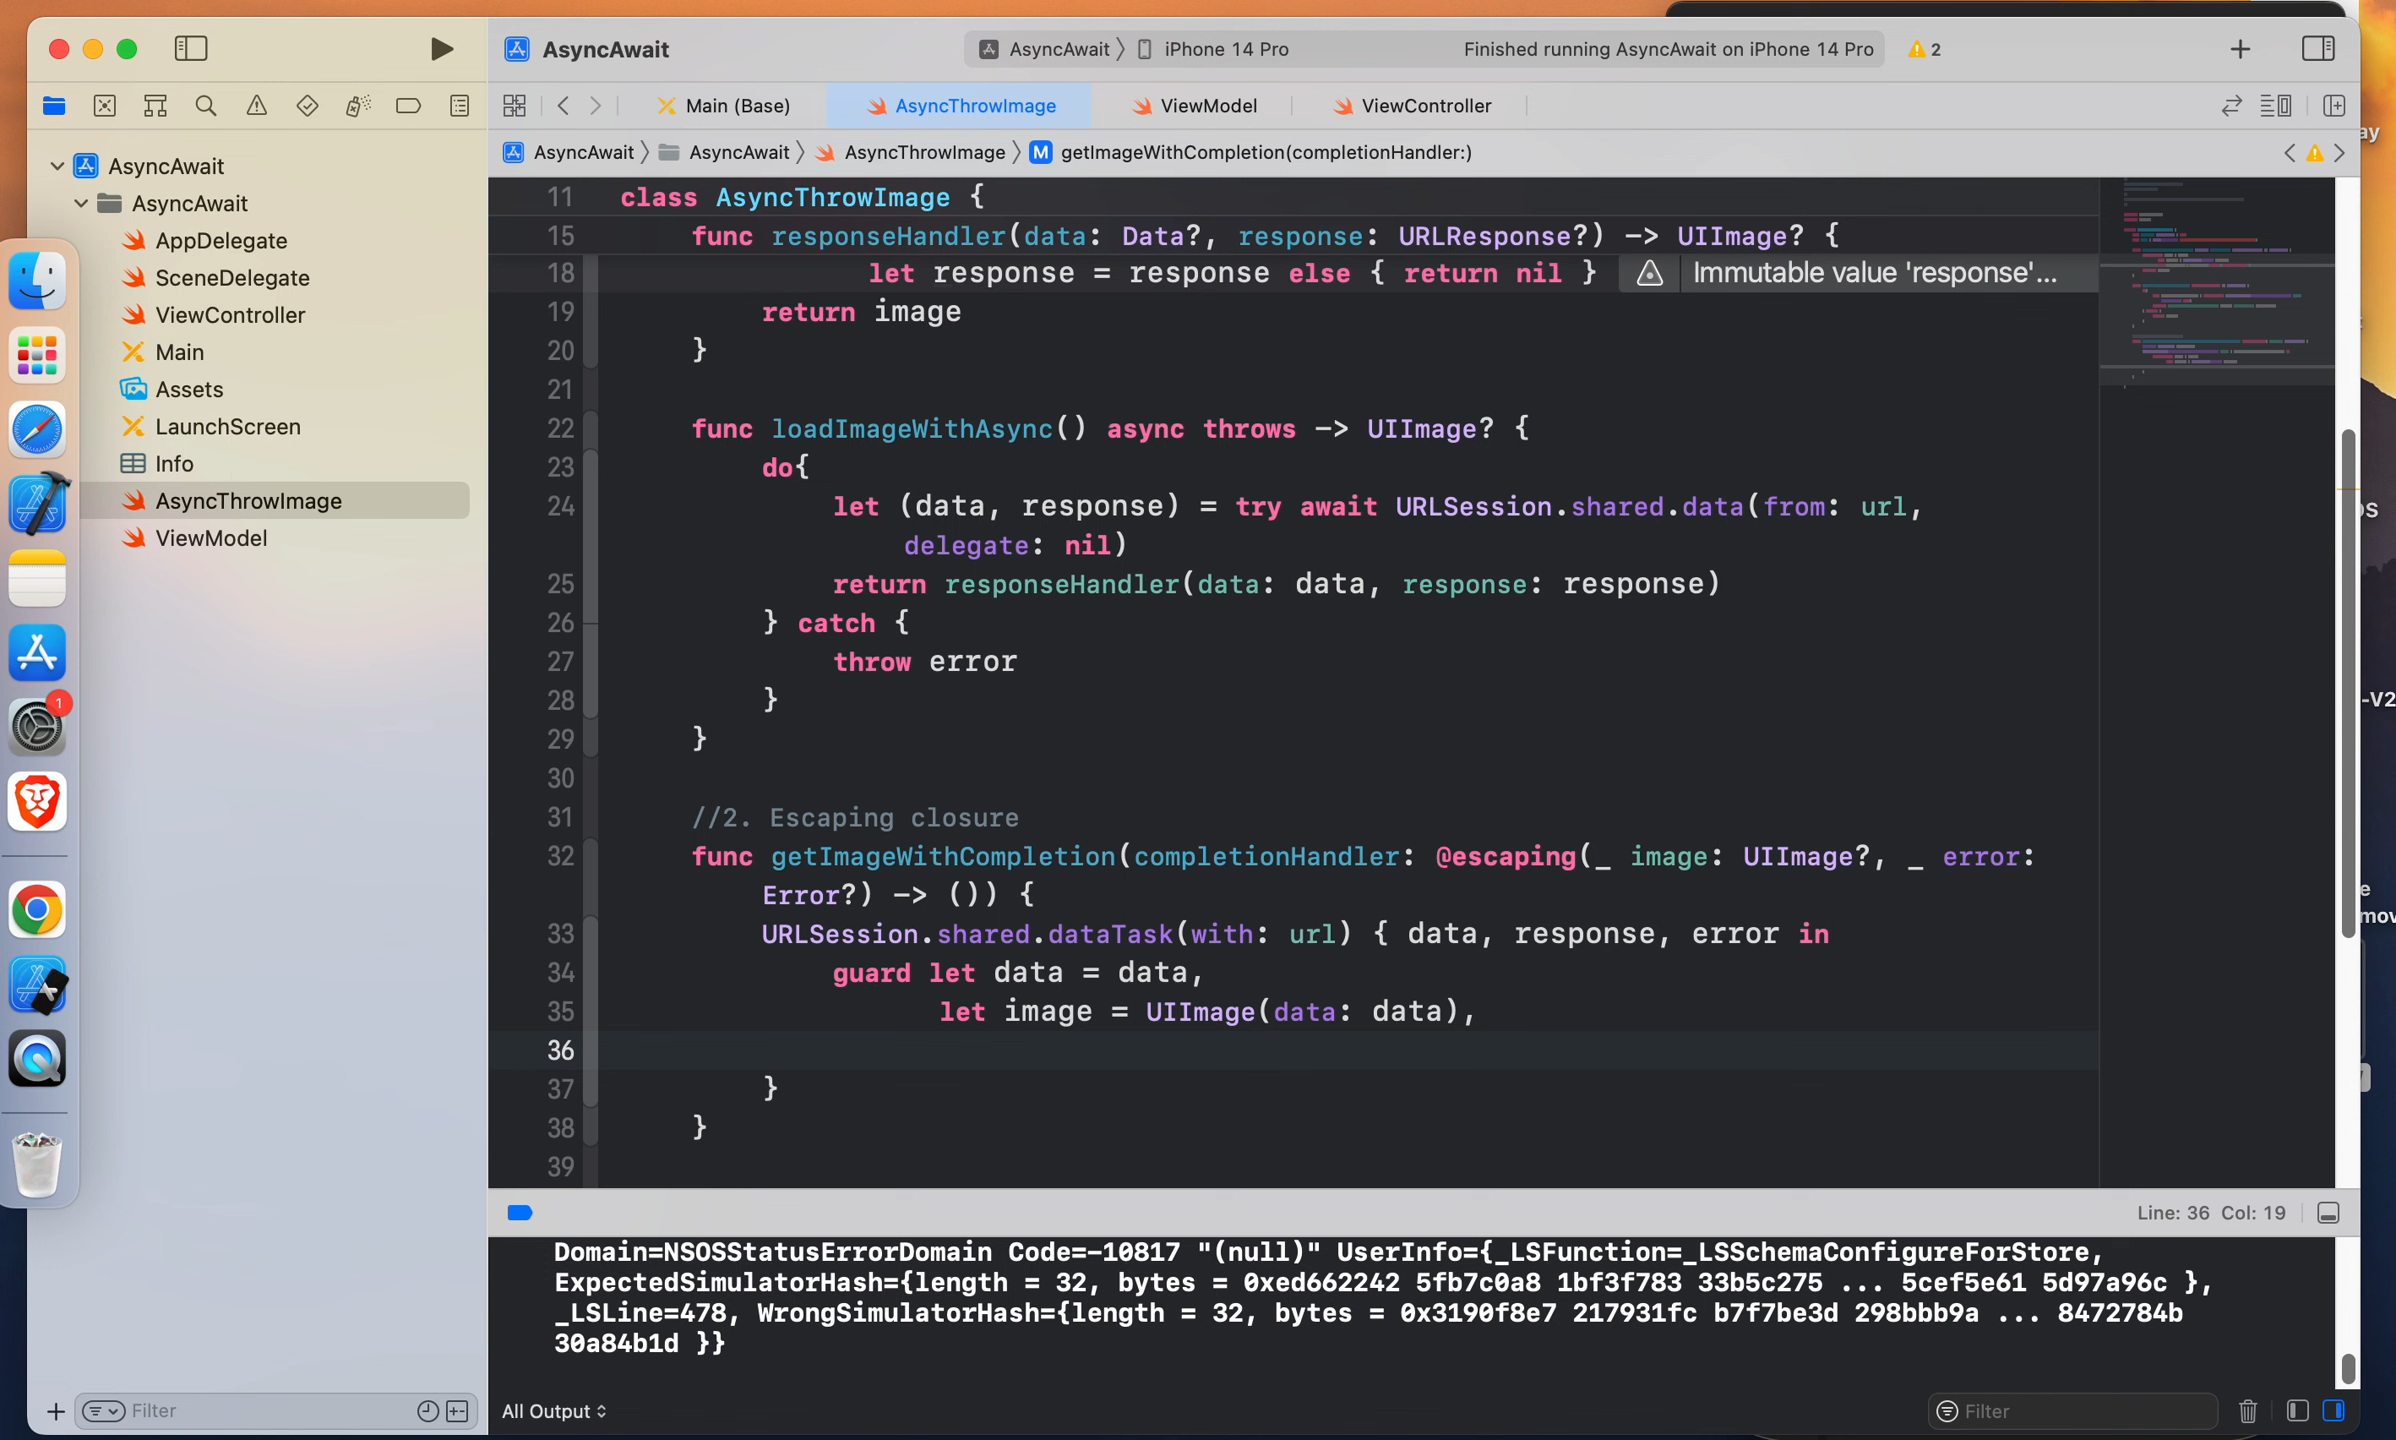 AsyncAwait
AsyncAwait
iPhone 14 Pro
Finished running AsyncAwait on iPhone 14 Pro
2
Main (Base)
AsyncThrowImage
ViewModel
ViewController
AsyncAwait
AsyncAwait
AsyncThrowImage
M
getImageWithCompletion(completionHandler:)
AsyncAwait
AsyncAwait
AppDelegate
SceneDelegate
ViewController
Main
Assets
LaunchScreen
Info
AsyncThrowImage
ViewModel
1
Filter
11 class AsyncThrowImage {
15 func responseHandler(data: Data?, response: URLResponse?) -> UIImage? {
18 let response = response else { return nil } Immutable value 'response'...
19 return image
20 }
21
22 func loadImageWithAsync() async throws -> UIImage? {
23 do{
24 let (data, response) = try await URLSession.shared.data(from: url,
delegate: nil)
25 return responseHandler(data: data, response: response)
26 } catch {
27 throw error
28 }
29 }
30
31 //2. Escaping closure
32 func getImageWithCompletion(completionHandler: @escaping(_ image: UIImage?, _ error:
Error?) -> ()) {
33 URLSession.shared.dataTask(with: url) { data, response, error in
34 guard let data = data,
35 let image = UIImage(data: data),
36
37 }
38 }
39
Line: 36 Col: 19
Domain=NSOSStatusErrorDomain Code=-10817 "(null)" UserInfo={_LSFunction=_LSSchemaConfigureForStore,
ExpectedSimulatorHash={length = 32, bytes = 0xed662242 5fb7c0a8 1bf3f783 33b5c275 ... 5cef5e61 5d97a96c },
_LSLine=478, WrongSimulatorHash={length = 32, bytes = 0x3190f8e7 217931fc b7f7be3d 298bbb9a ... 8472784b
30a84b1d }}
All Output
Filter
-V2